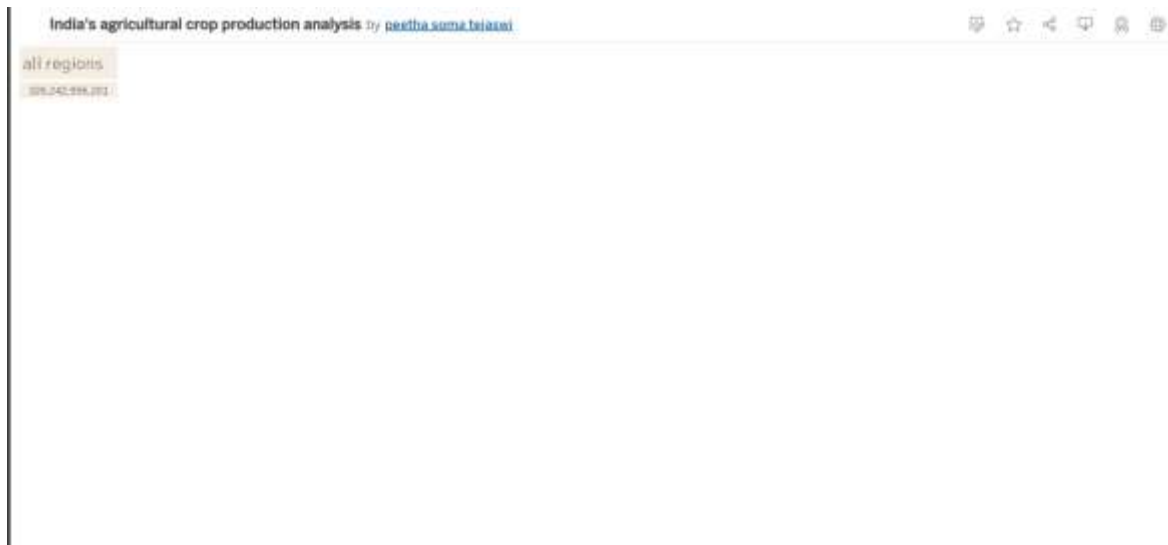 India's agricultural crop production analysis by peetha soma tejaswi
all regions